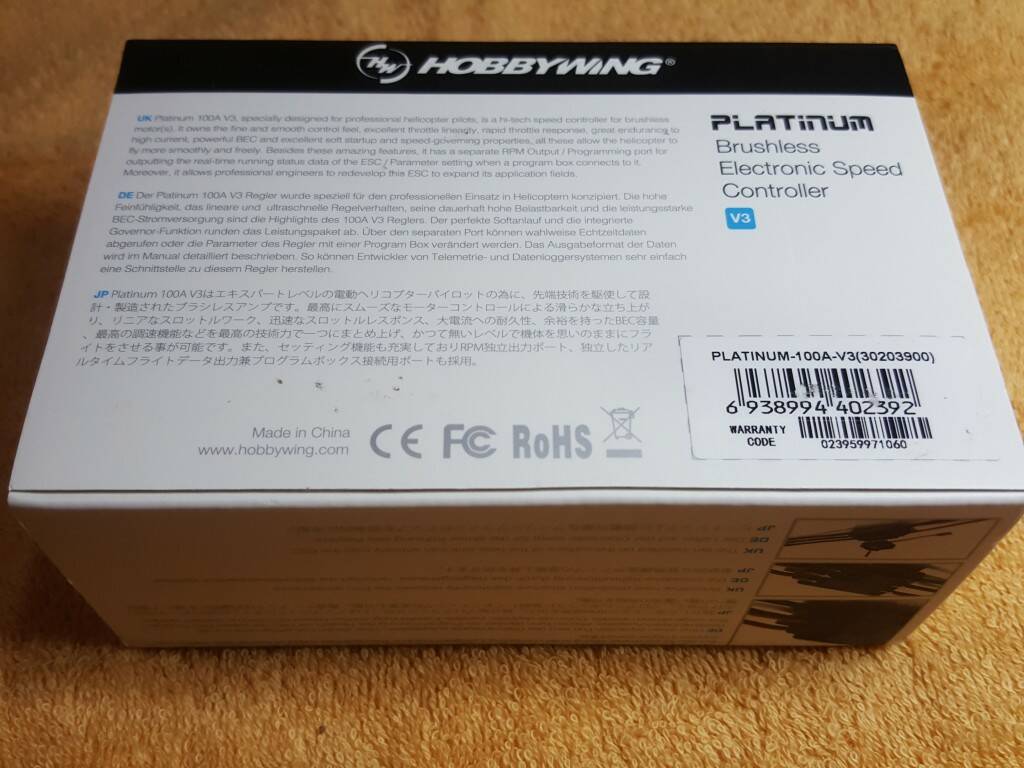 HW HOBBYWING®
UK Platinum 100A V3, specially designed for professional helicopter pilots, is a hi-tech speed controller for brushless
motor(s). It owns the fine and smooth control feel, excellent throttle linearity, rapid throttle response, great endurance to
high current, powerful BEC and excellent soft startup and speed-governing properties, all these allow the helicopter to
fly more smoothly and freely. Besides these amazing features, it has a separate RPM Output / Programming port for
outputting the real-time running status data of the ESC / Parameter setting when a program box connects to it.
Moreover, it allows professional engineers to redevelop this ESC to expand its application fields.
DE Der Platinum 100A V3 Regler wurde speziell für den professionellen Einsatz in Helicoptern konzipiert. Die hohe
Feinfühligkeit, das lineare und ultraschnelle Regelverhalten, seine dauerhaft hohe Belastbarkeit und die leistungsstarke
BEC-Stromversorgung sind die Highlights des 100A V3 Reglers. Der perfekte Softanlauf und die integrierte
Governor-Funktion runden das Leistungspaket ab. Über den separaten Port können wahlweise Echtzeitdaten
abgerufen oder die Parameter des Regler mit einer Program Box verändert werden. Das Ausgabeformat der Daten
wird im Manual detailliert beschrieben. So können Entwickler von Telemetrie- und Datenloggersystemen sehr einfach
eine Schnittstelle zu diesem Regler herstellen.
JP Platinum 100A V3はエキスパートレベルの電動ヘリコプターパイロットの為に、先端技術を駆使して設
計・製造されたブラシレスアンプです。最高にスムーズなモーターコントロールによる滑らかな立ち上が
り、リニアなスロットルワーク、迅速なスロットルレスポンス、大電流への耐久性、余裕を持ったBEC容量
、最高の調速機能などを最高の技術力で一つにまとめ上げ、かつて無いレベルで機体を思いのままにフラ
イトをさせる事が可能です。また、セッティング機能も充実しておりRPM独立出力ポート、独立したリア
ルタイムフライトデータ出力兼プログラムボックス接続用ポートも採用。
PLATINUM
Brushless
Electronic Speed
Controller
V3
PLATINUM-100A-V3(30203900)
6 938994 402392
WARRANTY
CODE
023959971060
Made in China
www.hobbywing.com
CE FC RoHS
JP
DE
UK
JP
DE
UK
JP
DE